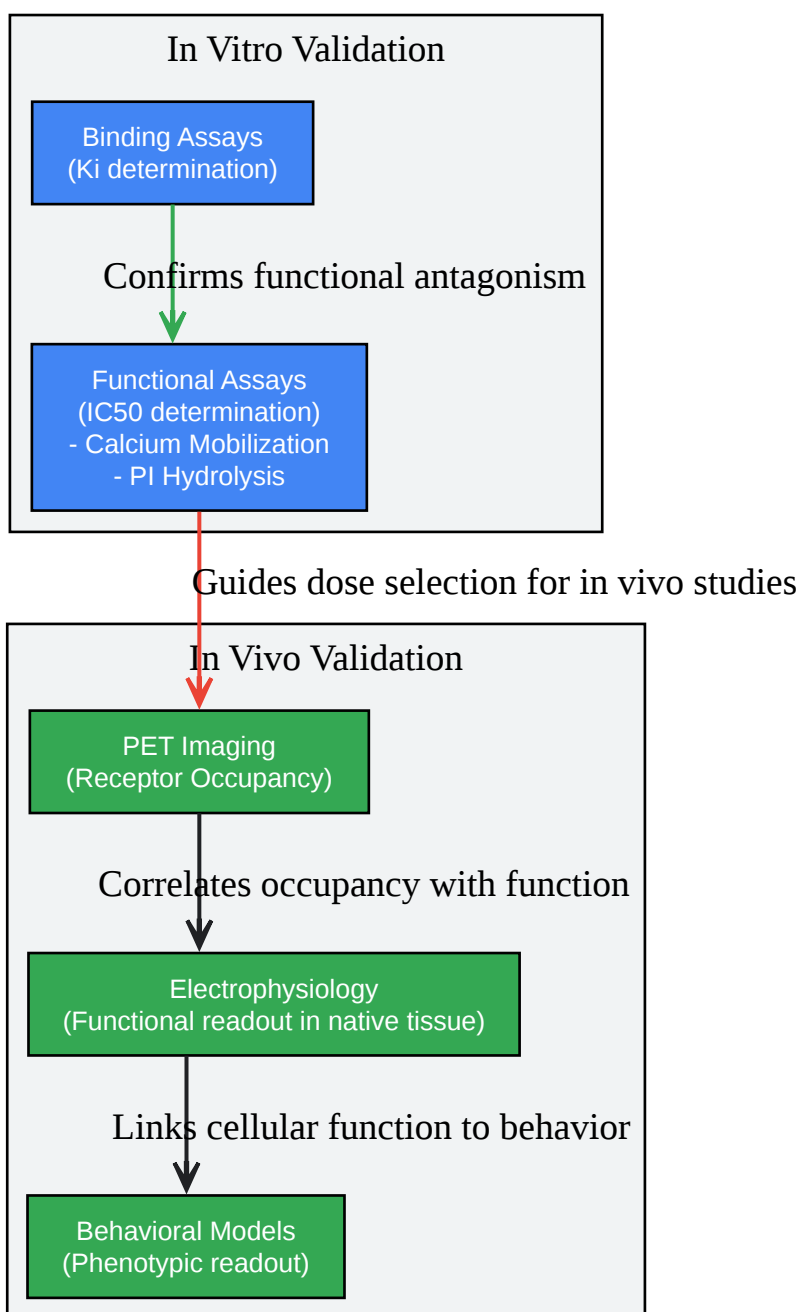 In Vitro Validation
Binding Assays
(Ki determination)
Confirms functional antagonism
Functional Assays
(IC50 determination)
- Calcium Mobilization
- PI Hydrolysis
Guides dose selection for in vivo studies
In Vivo Validation
PET Imaging
(Receptor Occupancy)
Correlates occupancy with function
Electrophysiology
(Functional readout in native tissue)
Links cellular function to behavior
Behavioral Models
(Phenotypic readout)